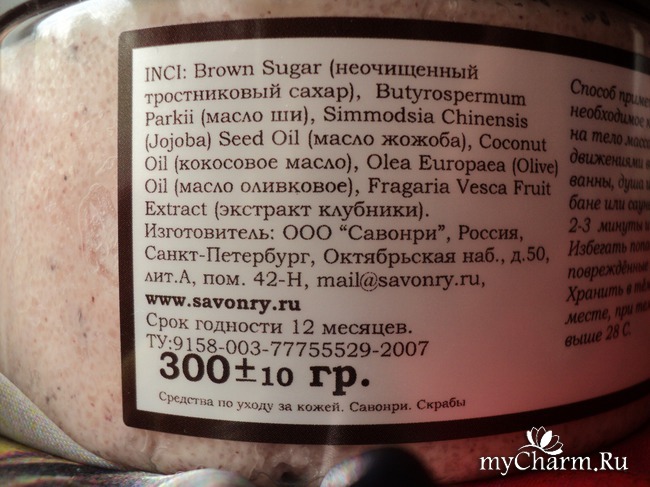 INCI: Brown Sugar (неочищенный
тростниковый сахар), Butyrospermum
Parkii (масло ши), Simmodsia Chinensis
(Jojoba) Seed Oil (масло жожоба), Coconut
Oil (кокосовое масло), Olea Europaea (Olive)
Oil (масло оливковое), Fragaria Vesca Fruit
Extract (экстракт клубники).
Изготовитель: ООО "Савонри", Россия,
Санкт-Петербург, Октябрьская наб., д.50,
лит.А, пом. 42-Н, mail@savonry.ru,
www.savonry.ru
Срок годности 12 месяцев.
ТУ:9158-003-77755529-2007
300±10 гр.
Средства по уходу за кожей. Савонри. Скрабы
Способ
необходимое
на тело
движениями
ванны, душа
бане или
2-3 минуты
Избегать
Хранить в
месте, при
выше 28 С.
myCharm.Ru